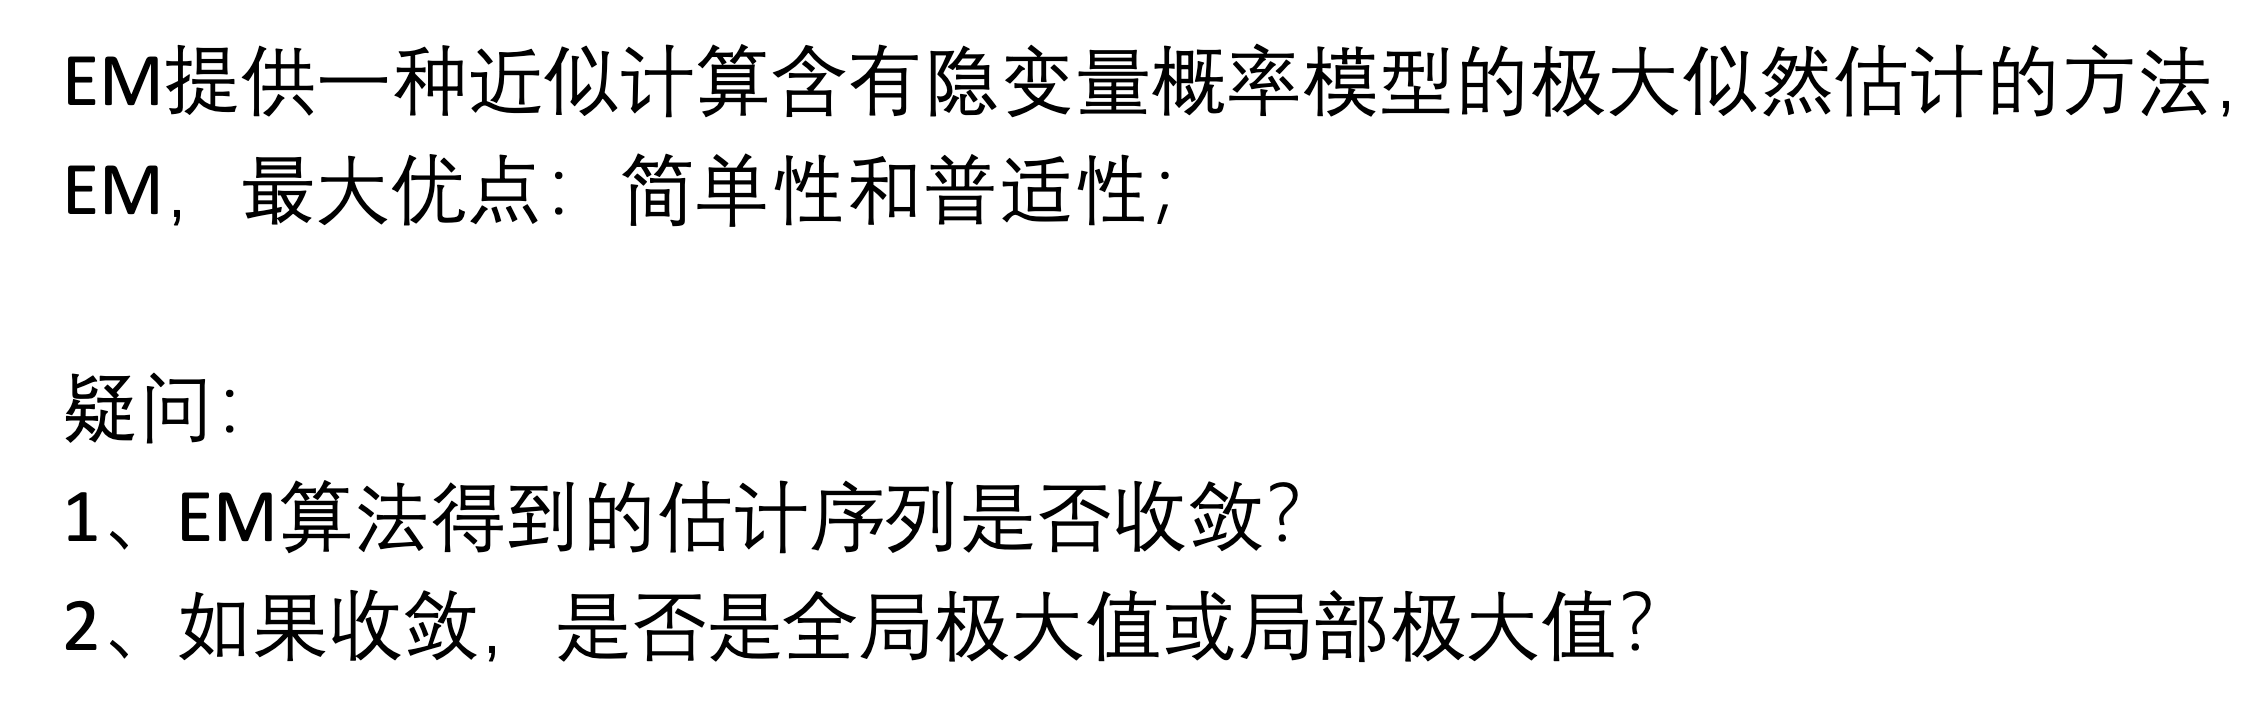 EM提供一种近似计算含有隐变量概率模型的极大似然估计的方法,
EM，最大优点：简单性和普适性;
疑问：
1、EM算法得到的估计序列是否收敛？
2、如果收敛，是否是全局极大值或局部极大值？